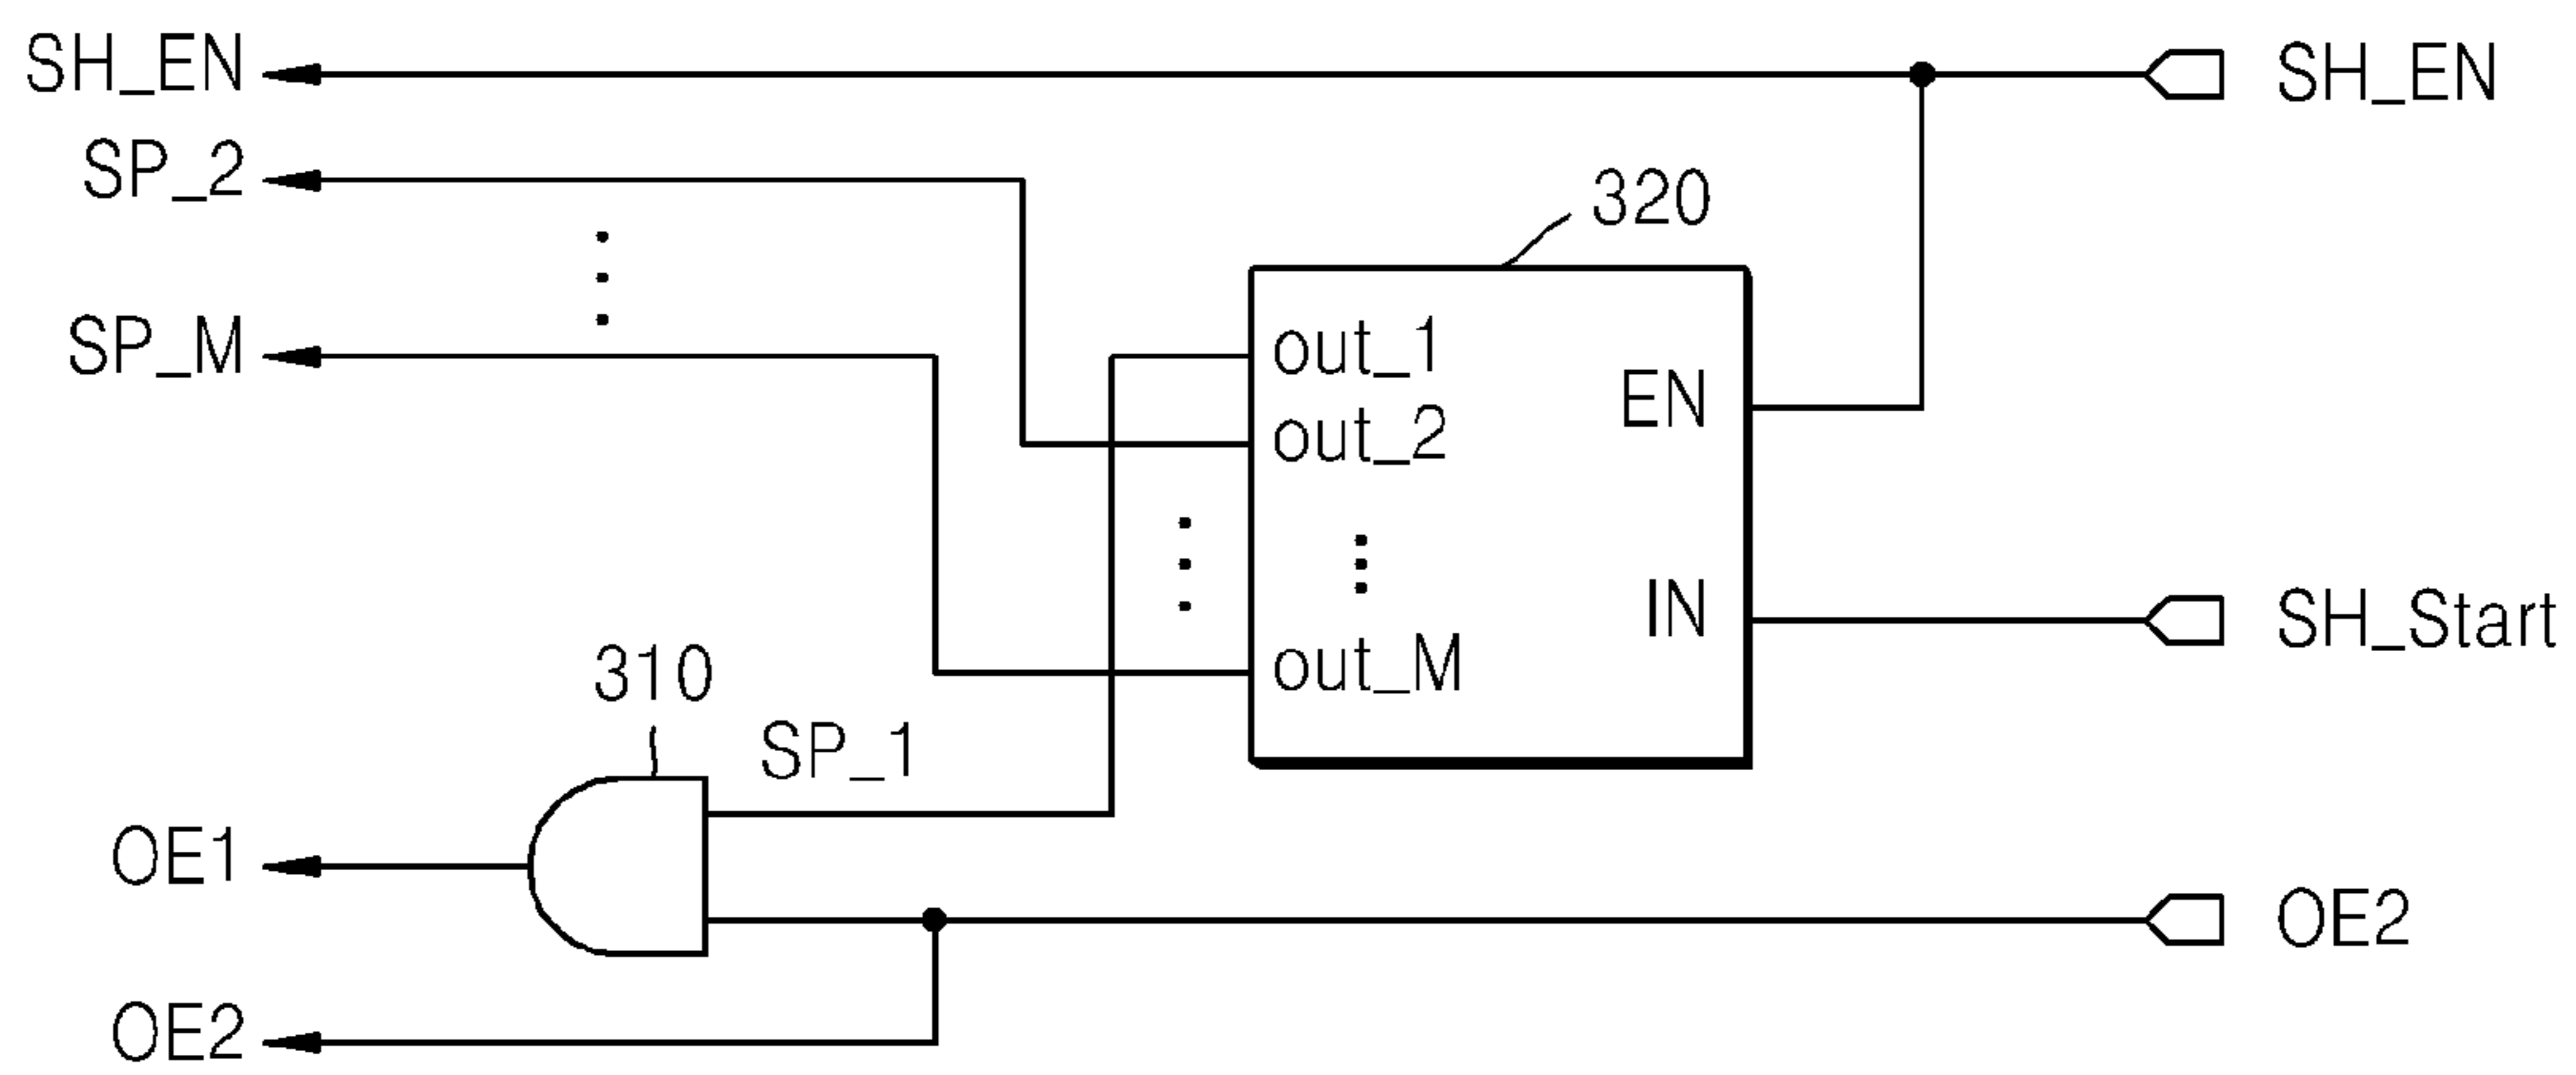 SH_EN
SH_EN
SP_2
320
SP_M
out_1
EN
out_2
IN
SH_Start
out_M
310
SP_1
OE1
OE2
OE2